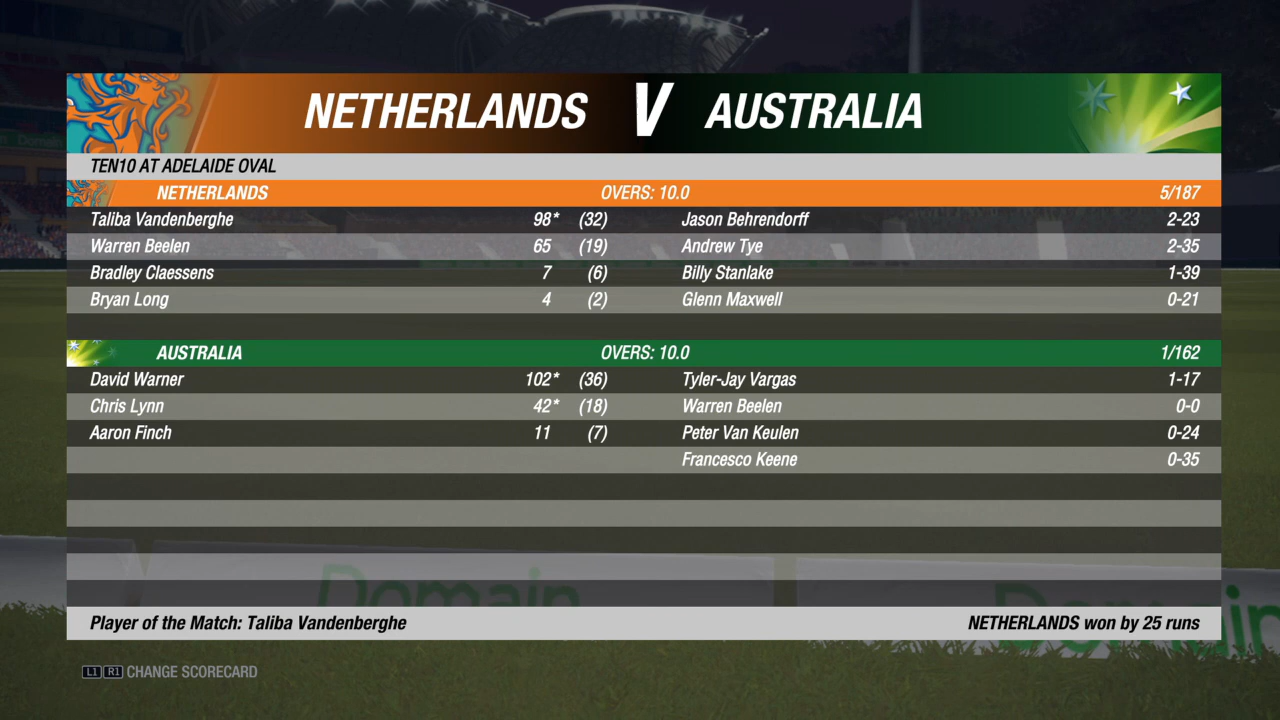 NETHERLANDS V AUSTRALIA
TEN10 AT ADELAIDE OVAL
NETHERLANDS OVERS: 10.0 5/187
Taliba Vandenberghe 98* (32) Jason Behrendorff 2-23
Warren Beelen 65 (19) Andrew Tye 2-35
Bradley Claessens 7 (6) Billy Stanlake 1-39
Bryan Long 4 (2) Glenn Maxwell 0-21
AUSTRALIA OVERS: 10.0 1/162
David Warner 102* (36) Tyler-Jay Vargas 1-17
Chris Lynn 42* (18) Warren Beelen 0-0
Aaron Finch 11 (7) Peter Van Keulen 0-24
Francesco Keene 0-35
Domain Domain
Player of the Match: Taliba Vandenberghe NETHERLANDS won by 25 runs
L1 R1 CHANGE SCORECARD